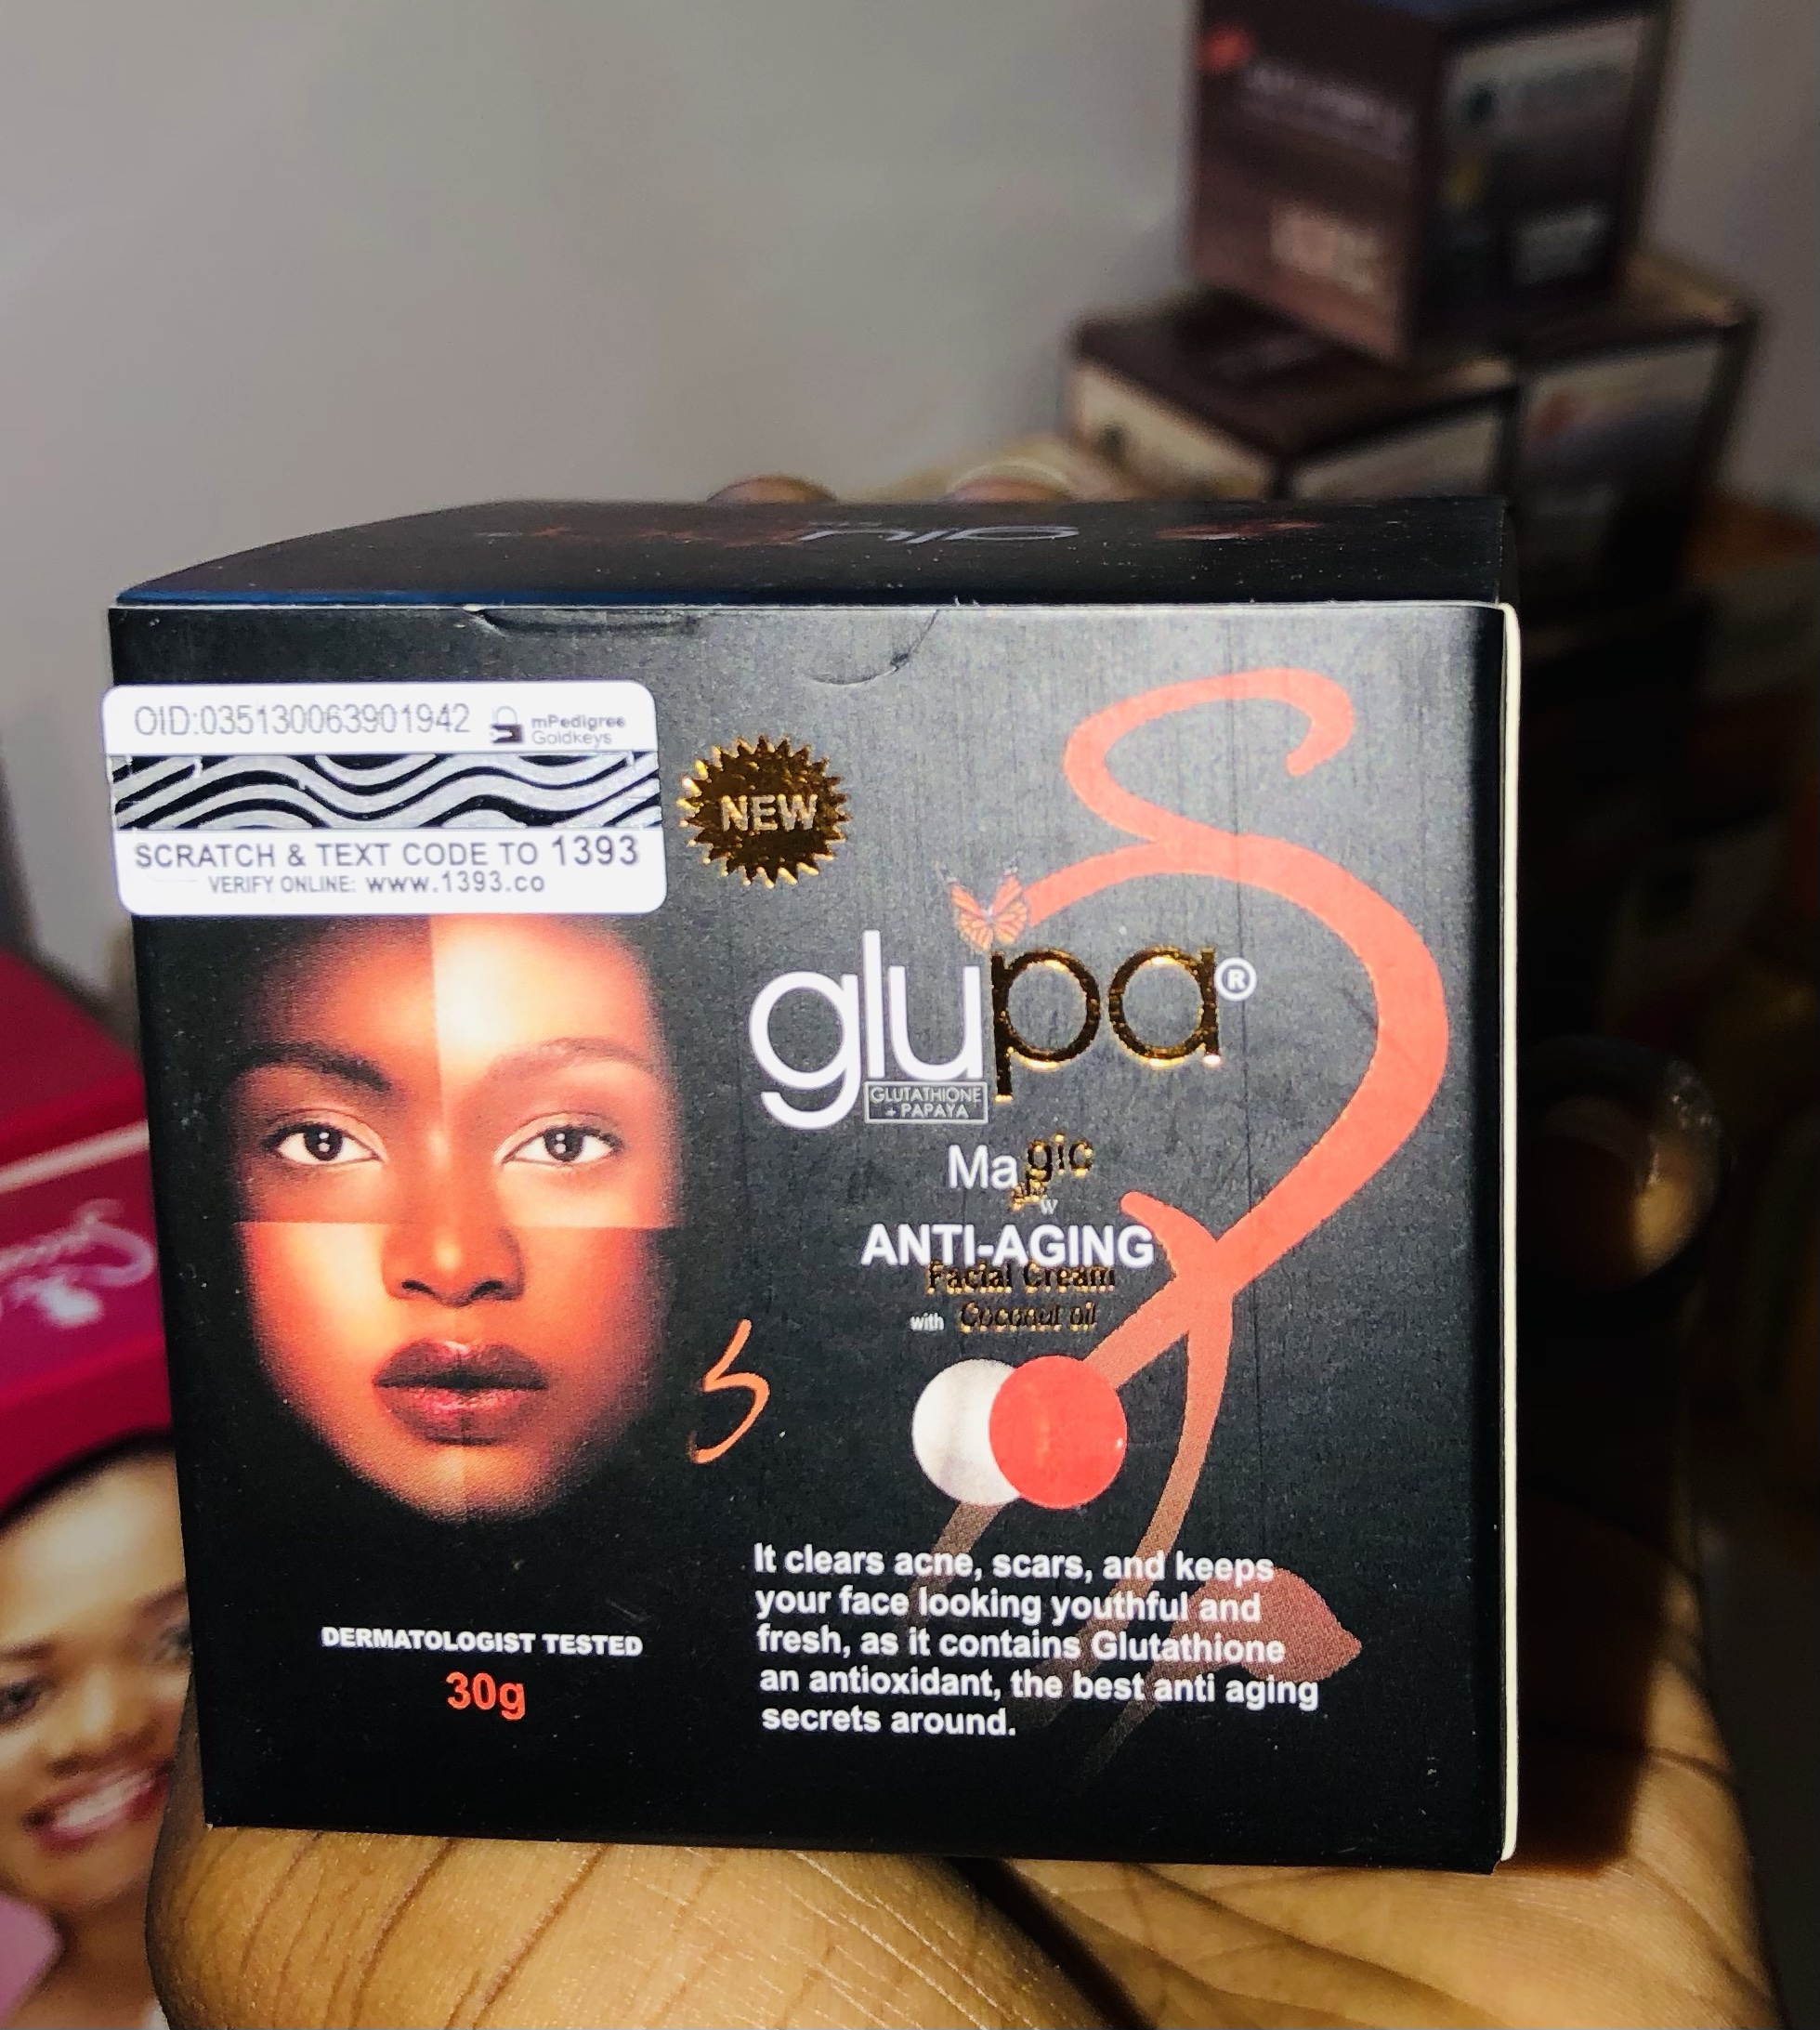 OID:035130063901942
mPedigree
Goldkeys
SCRATCH & TEXT CODE TO 1393
VERIFY ONLINE: www.1393.co
NEW
glupa®
GLUTATHIONE
+ PAPAYA
Magic
ANTI-AGING
Facial Cream
with Coconut oil
It clears acne, scars, and keeps
your face looking youthful and
fresh, as it contains Glutathione
an antioxidant, the best anti aging
secrets around.
DERMATOLOGIST TESTED
30g